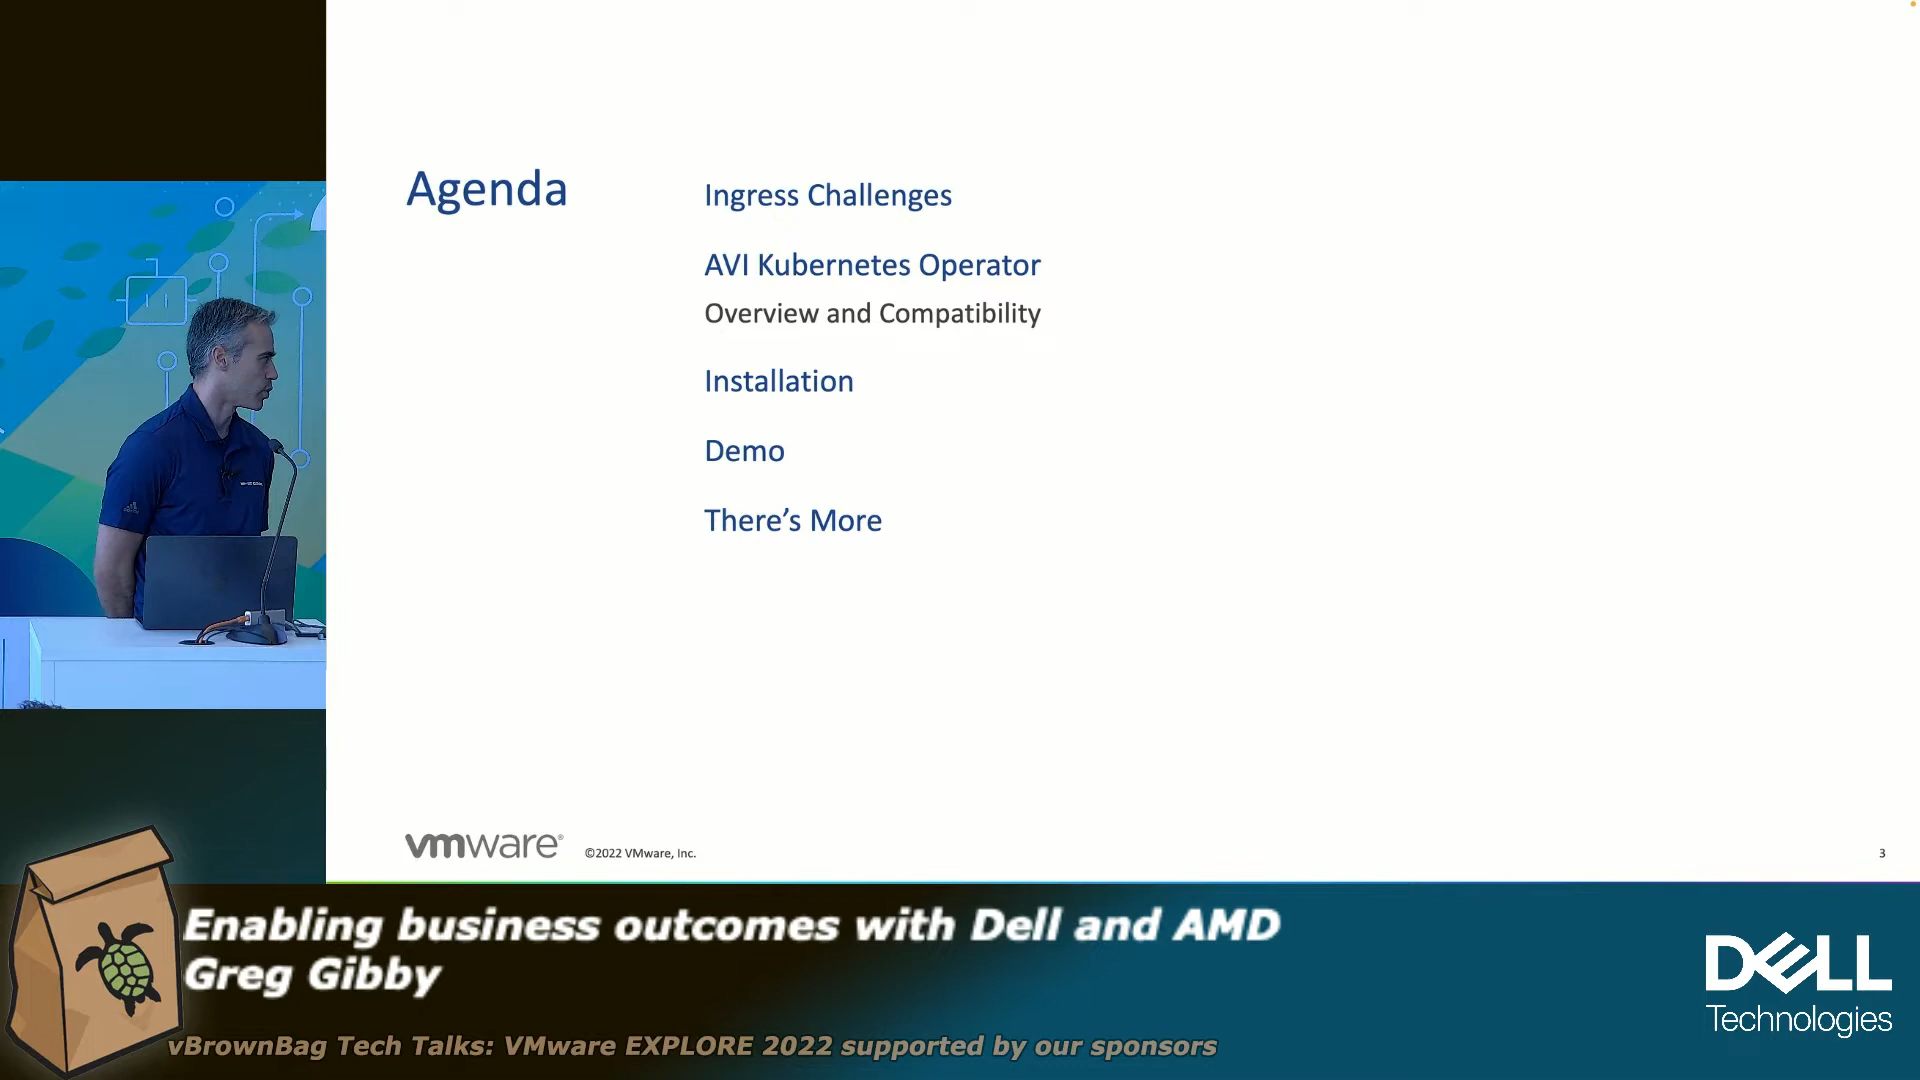 Agenda
Ingress Challenges
AVI Kubernetes Operator
Overview and Compatibility
Installation
Demo
There’s More
vmware®
©2022 VMware, Inc.
3
Enabling business outcomes with Dell and AMD
Greg Gibby
vBrownBag Tech Talks: VMware EXPLORE 2022 supported by our sponsors
DELL
Technologies